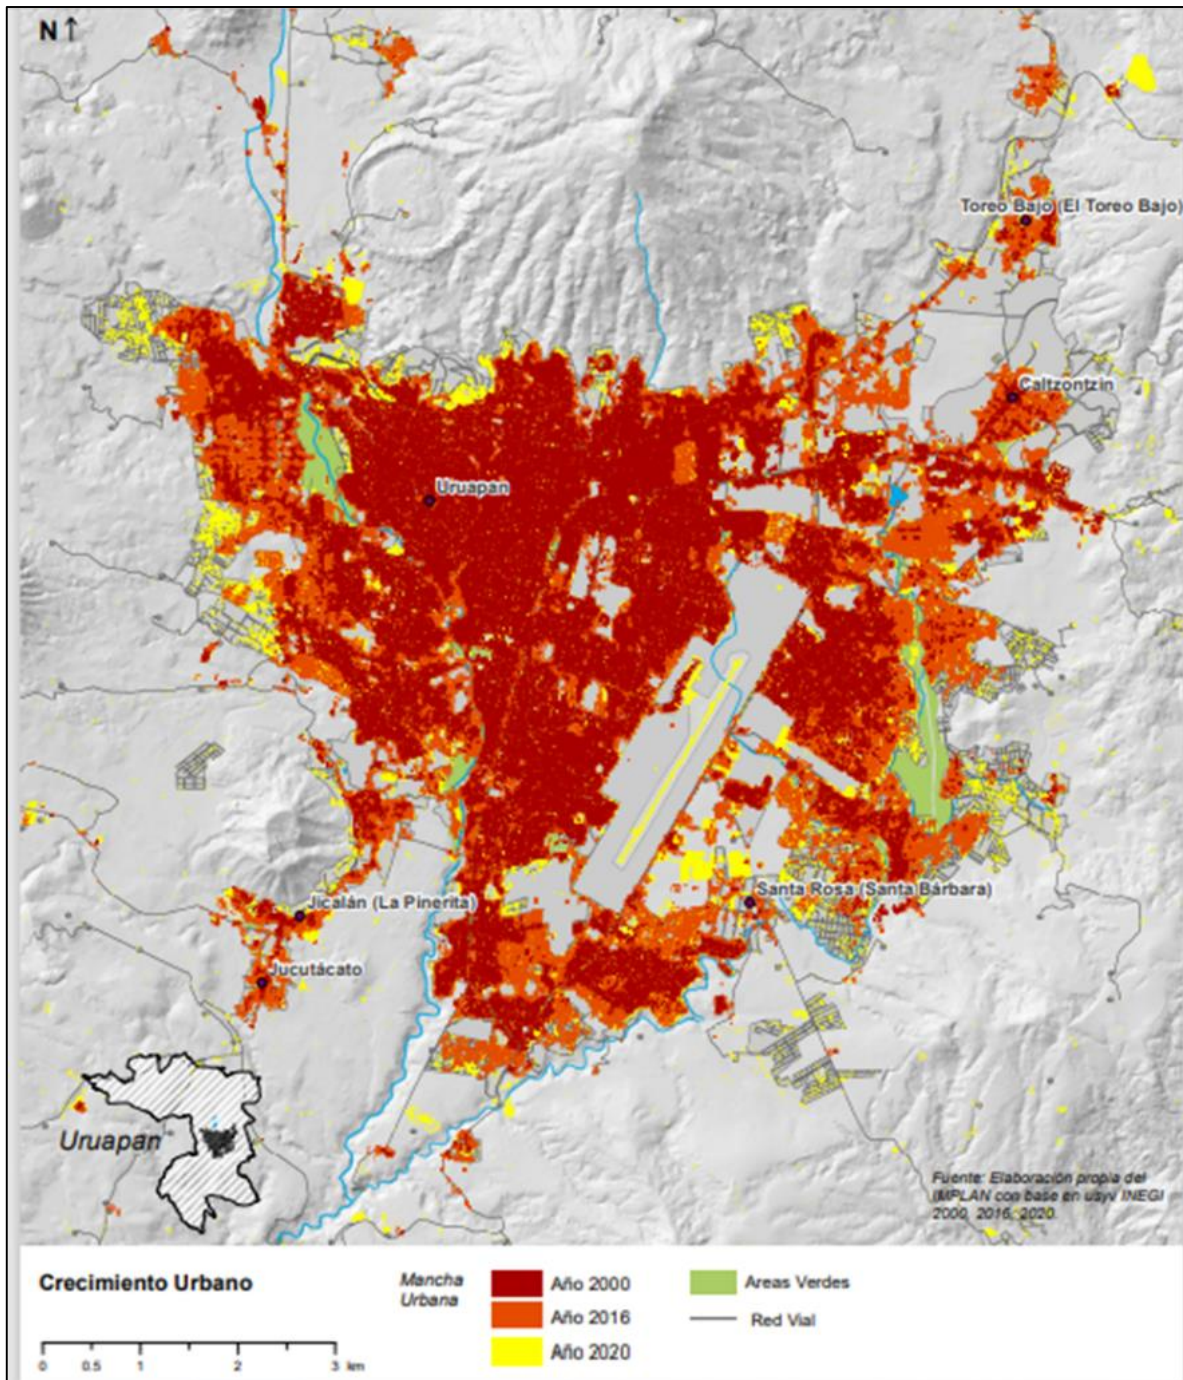 N ↑
Toreo Bajo (El Toreo Bajo)
Caltzontzin
Uruapan
Santa Rosa (Santa Bárbara)
Jicalán (La Pinerita)
Jucutácato
Uruapan
Fuente: Elaboración propia del
IMPLAN con base en usyv INEGI
2000, 2016, 2020.
Crecimiento Urbano
Mancha
Urbana
Año 2000
Año 2016
Año 2020
Areas Verdes
Red Vial
0 0.5 1 2 3 km